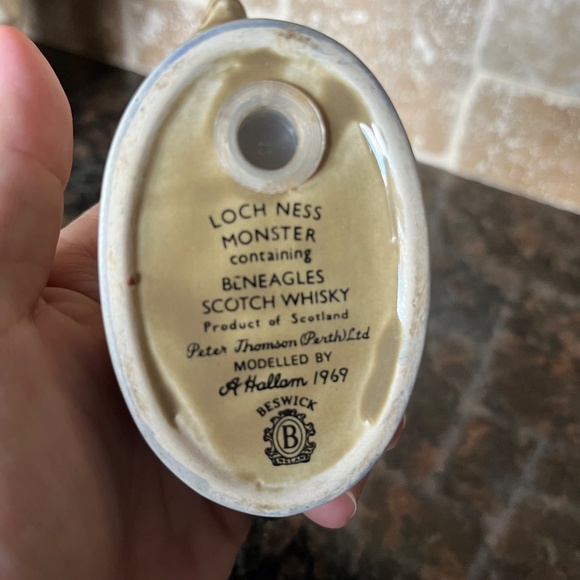 LOCH NESS
MONSTER
containing
BENEAGLES
SCOTCH WHISKY
Product of Scotland
Peter Thomson (Perth) Ltd
MODELLED BY
A Hallam 1969
BESWICK
B
ENGLAND